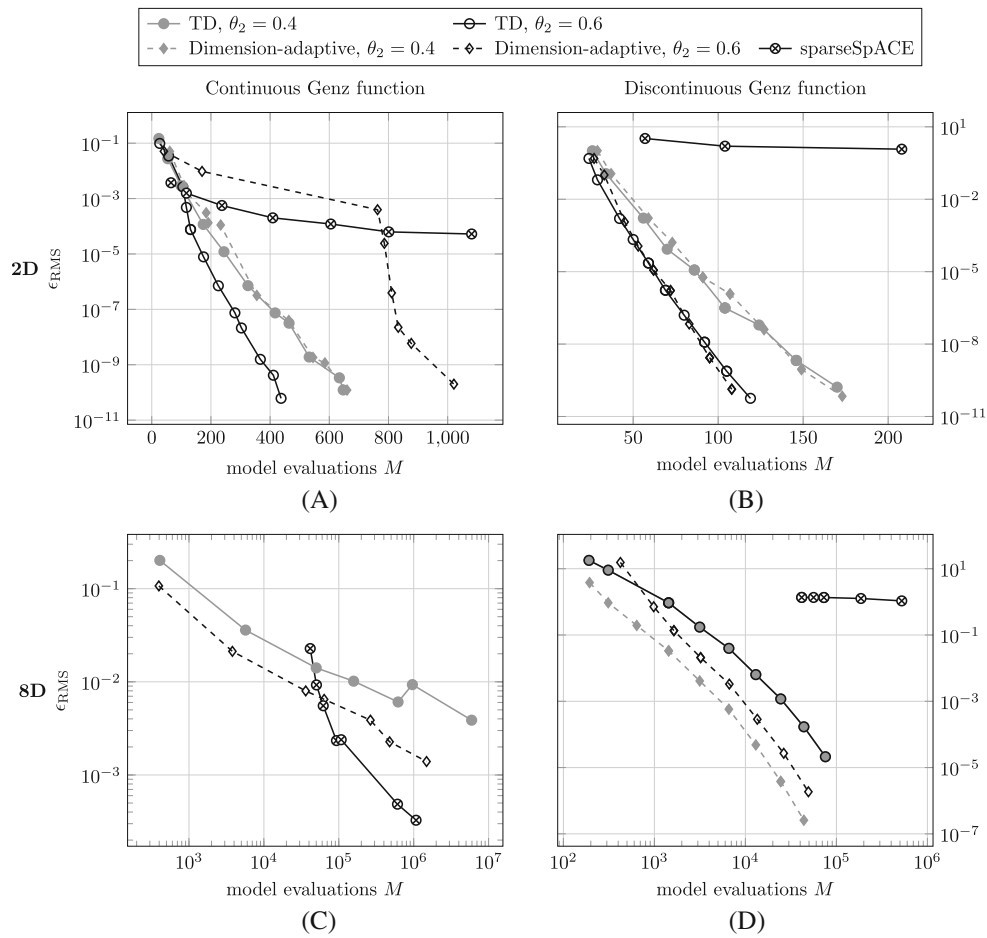 TD, θ₂ = 0.4
TD, θ₂ = 0.6
Dimension-adaptive, θ₂ = 0.4
Dimension-adaptive, θ₂ = 0.6
sparseSpACE
Continuous Genz function
Discontinuous Genz function
2D
ϵRMS
10⁻¹
10⁻³
10⁻⁵
10⁻⁷
10⁻⁹
10⁻¹¹
0 200 400 600 800 1,000
model evaluations M
(A)
10¹
10⁻²
10⁻⁵
10⁻⁸
10⁻¹¹
50 100 150 200
model evaluations M
(B)
8D
ϵRMS
10⁻¹
10⁻²
10⁻³
10³ 10⁴ 10⁵ 10⁶ 10⁷
model evaluations M
(C)
10¹
10⁻¹
10⁻³
10⁻⁵
10⁻⁷
10² 10³ 10⁴ 10⁵ 10⁶
model evaluations M
(D)